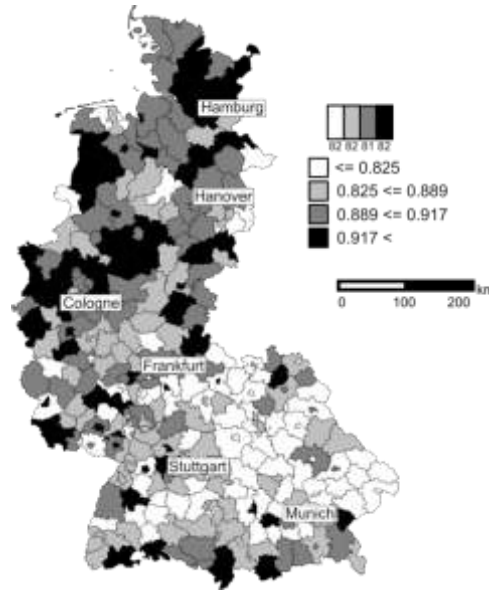 Hamburg
82 82 81 82
<= 0.825
Hanover
0.825 <= 0.889
0.889 <= 0.917
0.917 <
km
Cologne
0 100 200
Frankfurt
Stuttgart
Munich